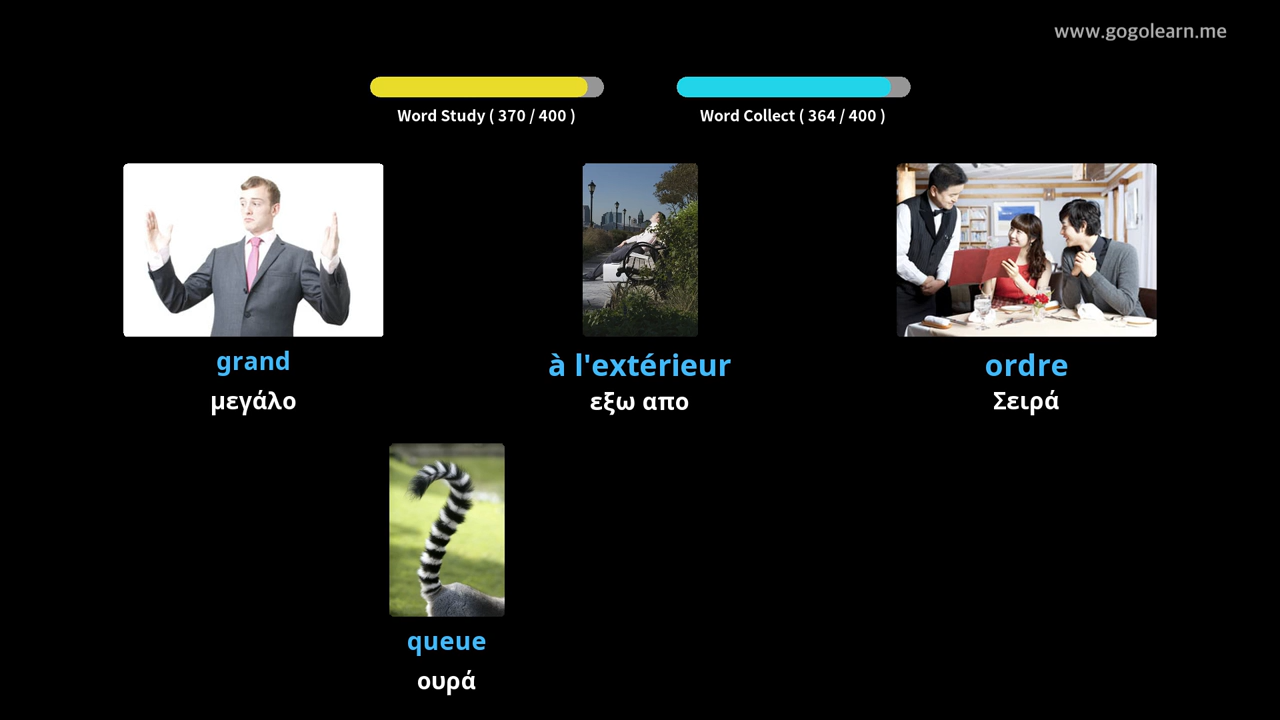 www.gogolearn.me
Word Study ( 370 / 400 )
Word Collect ( 364 / 400 )
grand
μεγάλο
à l'extérieur
εξω απο
ordre
Σειρά
queue
ουρά